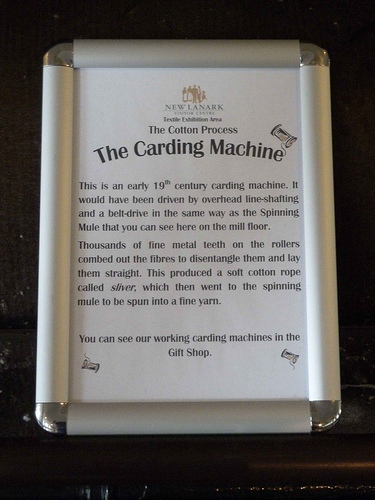 NEW LANARK
VISITOR CENTRE
Textile Exhibition Area
The Cotton Process
The Carding Machine
This is an early 19th century carding machine. It
would have been driven by overhead line-shafting
and a belt-drive in the same way as the Spinning
Mule that you can see here on the mill floor.
Thousands of fine metal teeth on the rollers
combed out the fibres to disentangle them and lay
them straight. This produced a soft cotton rope
called sliver, which then went to the spinning
mule to be spun into a fine yarn.
You can see our working carding machines in the
Gift Shop.